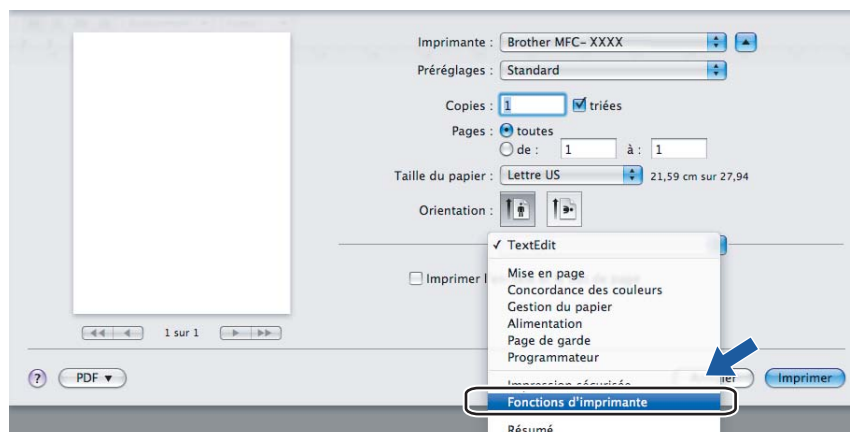 Imprimante : Brother MFC- XXXX
Préréglages : Standard
Copies : 1 triées
Pages : toutes
de : 1 à : 1
Taille du papier : Lettre US 21,59 cm sur 27,94
Orientation :
✓ TextEdit
Imprimer l'
Mise en page
Concordance des couleurs
Gestion du papier
Alimentation
Page de garde
Programmateur
1 sur 1
Impression sécurisée
? PDF ▼ Imprimer
Fonctions d'imprimante
Résumé